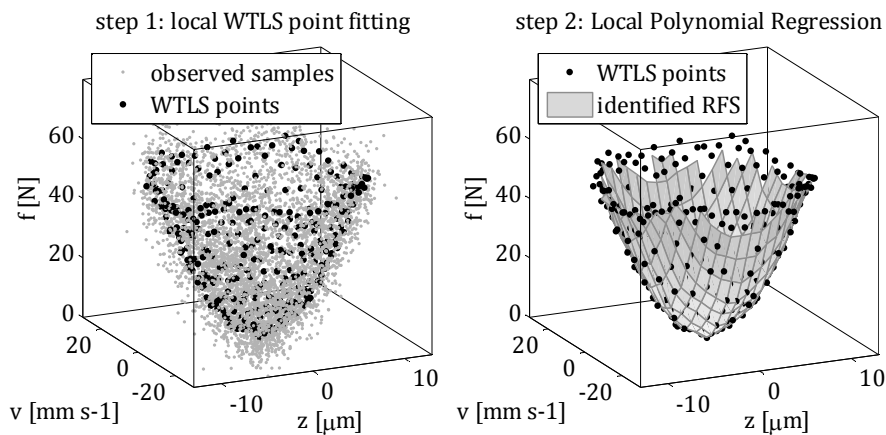 step 1: local WTLS point fitting
observed samples
WTLS points
60
40
20
0
f [N]
20
0
-20
v [mm s-1]
-10
0
10
z [μm]
step 2: Local Polynomial Regression
WTLS points
identified RFS
60
40
20
0
f [N]
20
0
-20
v [mm s-1]
-10
0
10
z [μm]